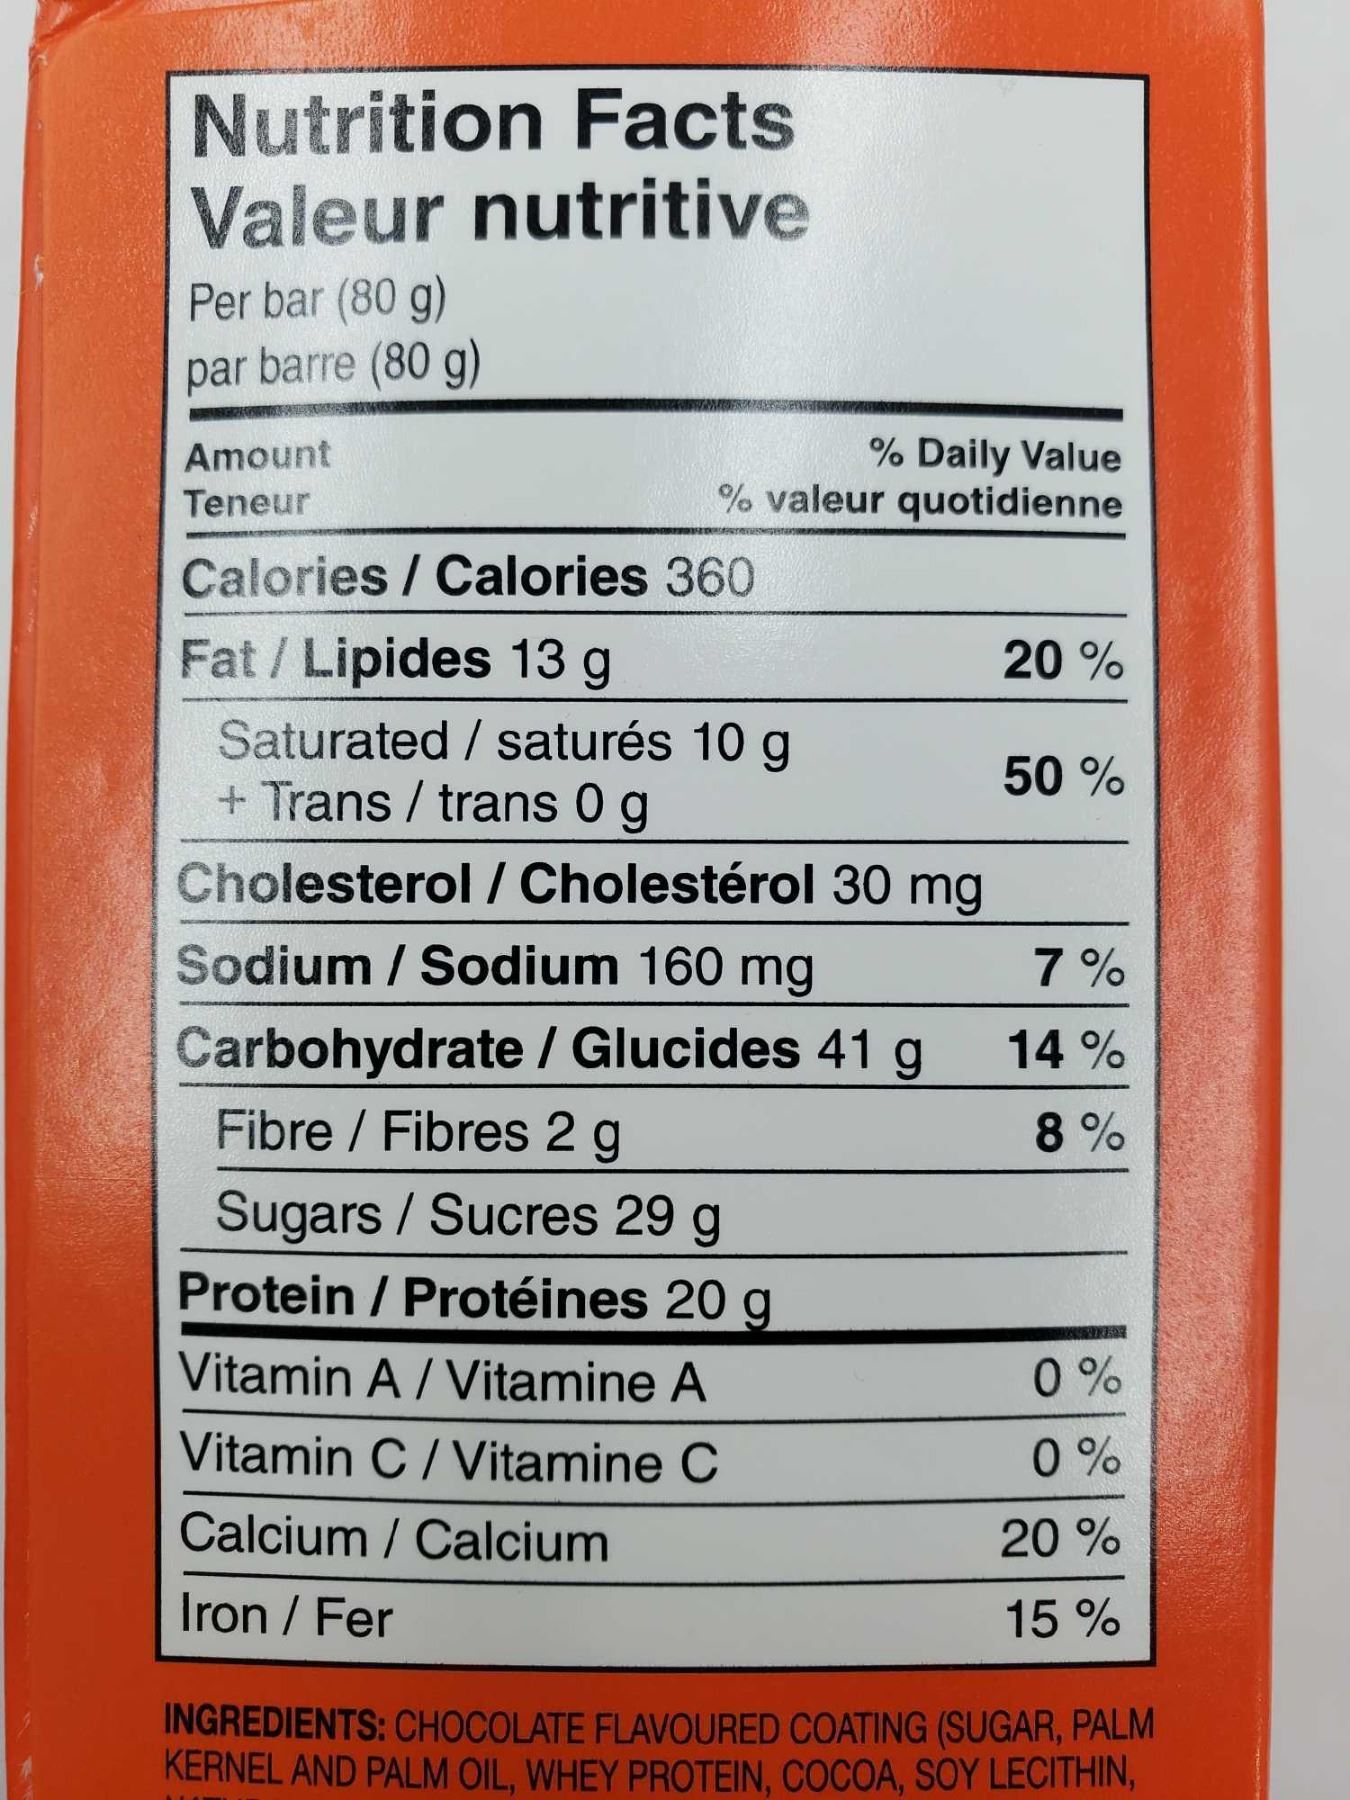 Nutrition Facts
Valeur nutritive
Per bar (80 g)
par barre (80 g)
Amount % Daily Value
Teneur % valeur quotidienne
Calories / Calories 360
Fat / Lipides 13 g 20 %
Saturated / saturés 10 g
+ Trans / trans 0 g 50 %
Cholesterol / Cholestérol 30 mg
Sodium / Sodium 160 mg 7 %
Carbohydrate / Glucides 41 g 14 %
Fibre / Fibres 2 g 8 %
Sugars / Sucres 29 g
Protein / Protéines 20 g
Vitamin A / Vitamine A 0 %
Vitamin C / Vitamine C 0 %
Calcium / Calcium 20 %
Iron / Fer 15 %
INGREDIENTS: CHOCOLATE FLAVOURED COATING (SUGAR, PALM
KERNEL AND PALM OIL, WHEY PROTEIN, COCOA, SOY LECITHIN,